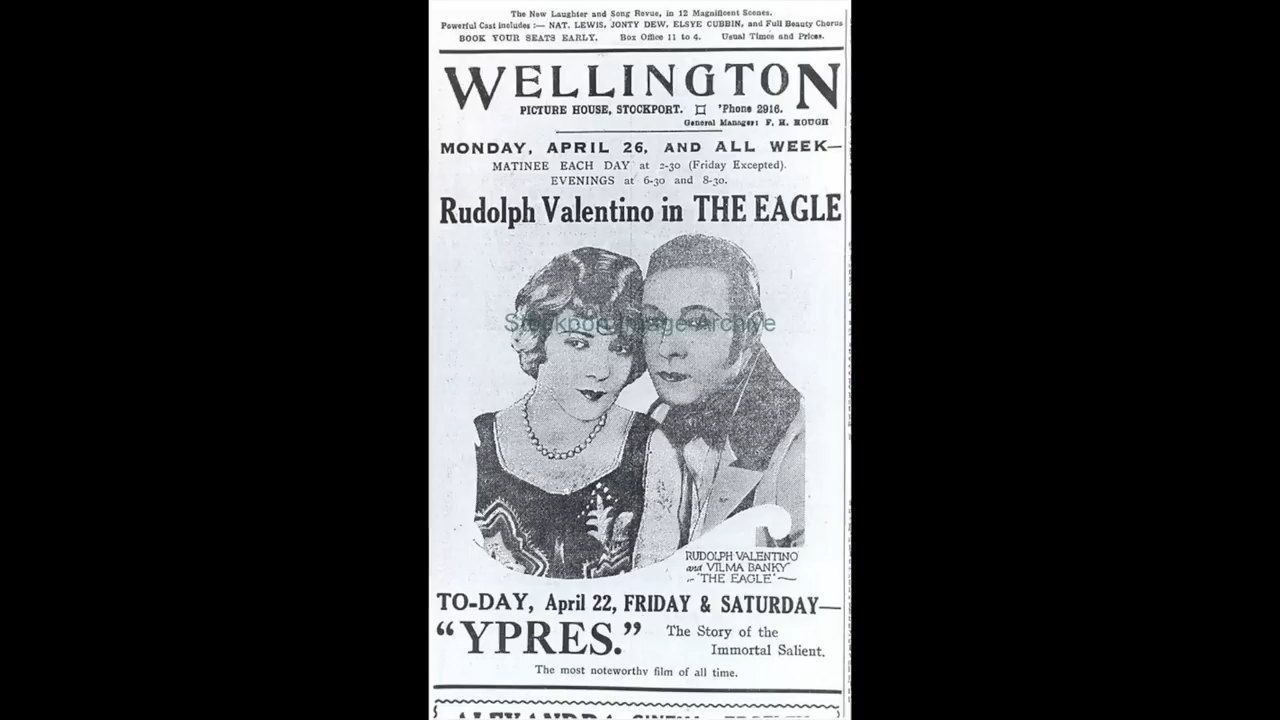 The New Laughter and Song Revue, in 12 Magnificent Scenes.
Powerful Cast includes :— NAT. LEWIS, JONTY DEW, ELSYE CUBBIN, and Full Beauty Chorus
BOOK YOUR SEATS EARLY. Box Office 11 to 4. Usual Times and Prices.
WELLINGTON
PICTURE HOUSE, STOCKPORT. 'Phone 2916.
General Manager: F. H. HOUGH
MONDAY, APRIL 26, AND ALL WEEK—
MATINEE EACH DAY at 2-30 (Friday Excepted).
EVENINGS at 6-30 and 8-30.
Rudolph Valentino in THE EAGLE
Stockport Image Archive
RUDOLPH VALENTINO
and VILMA BANKY
"THE EAGLE"
TO-DAY, April 22, FRIDAY & SATURDAY—
"YPRES." The Story of the
Immortal Salient.
The most noteworthy film of all time.
ALEXANDRA CINEMA